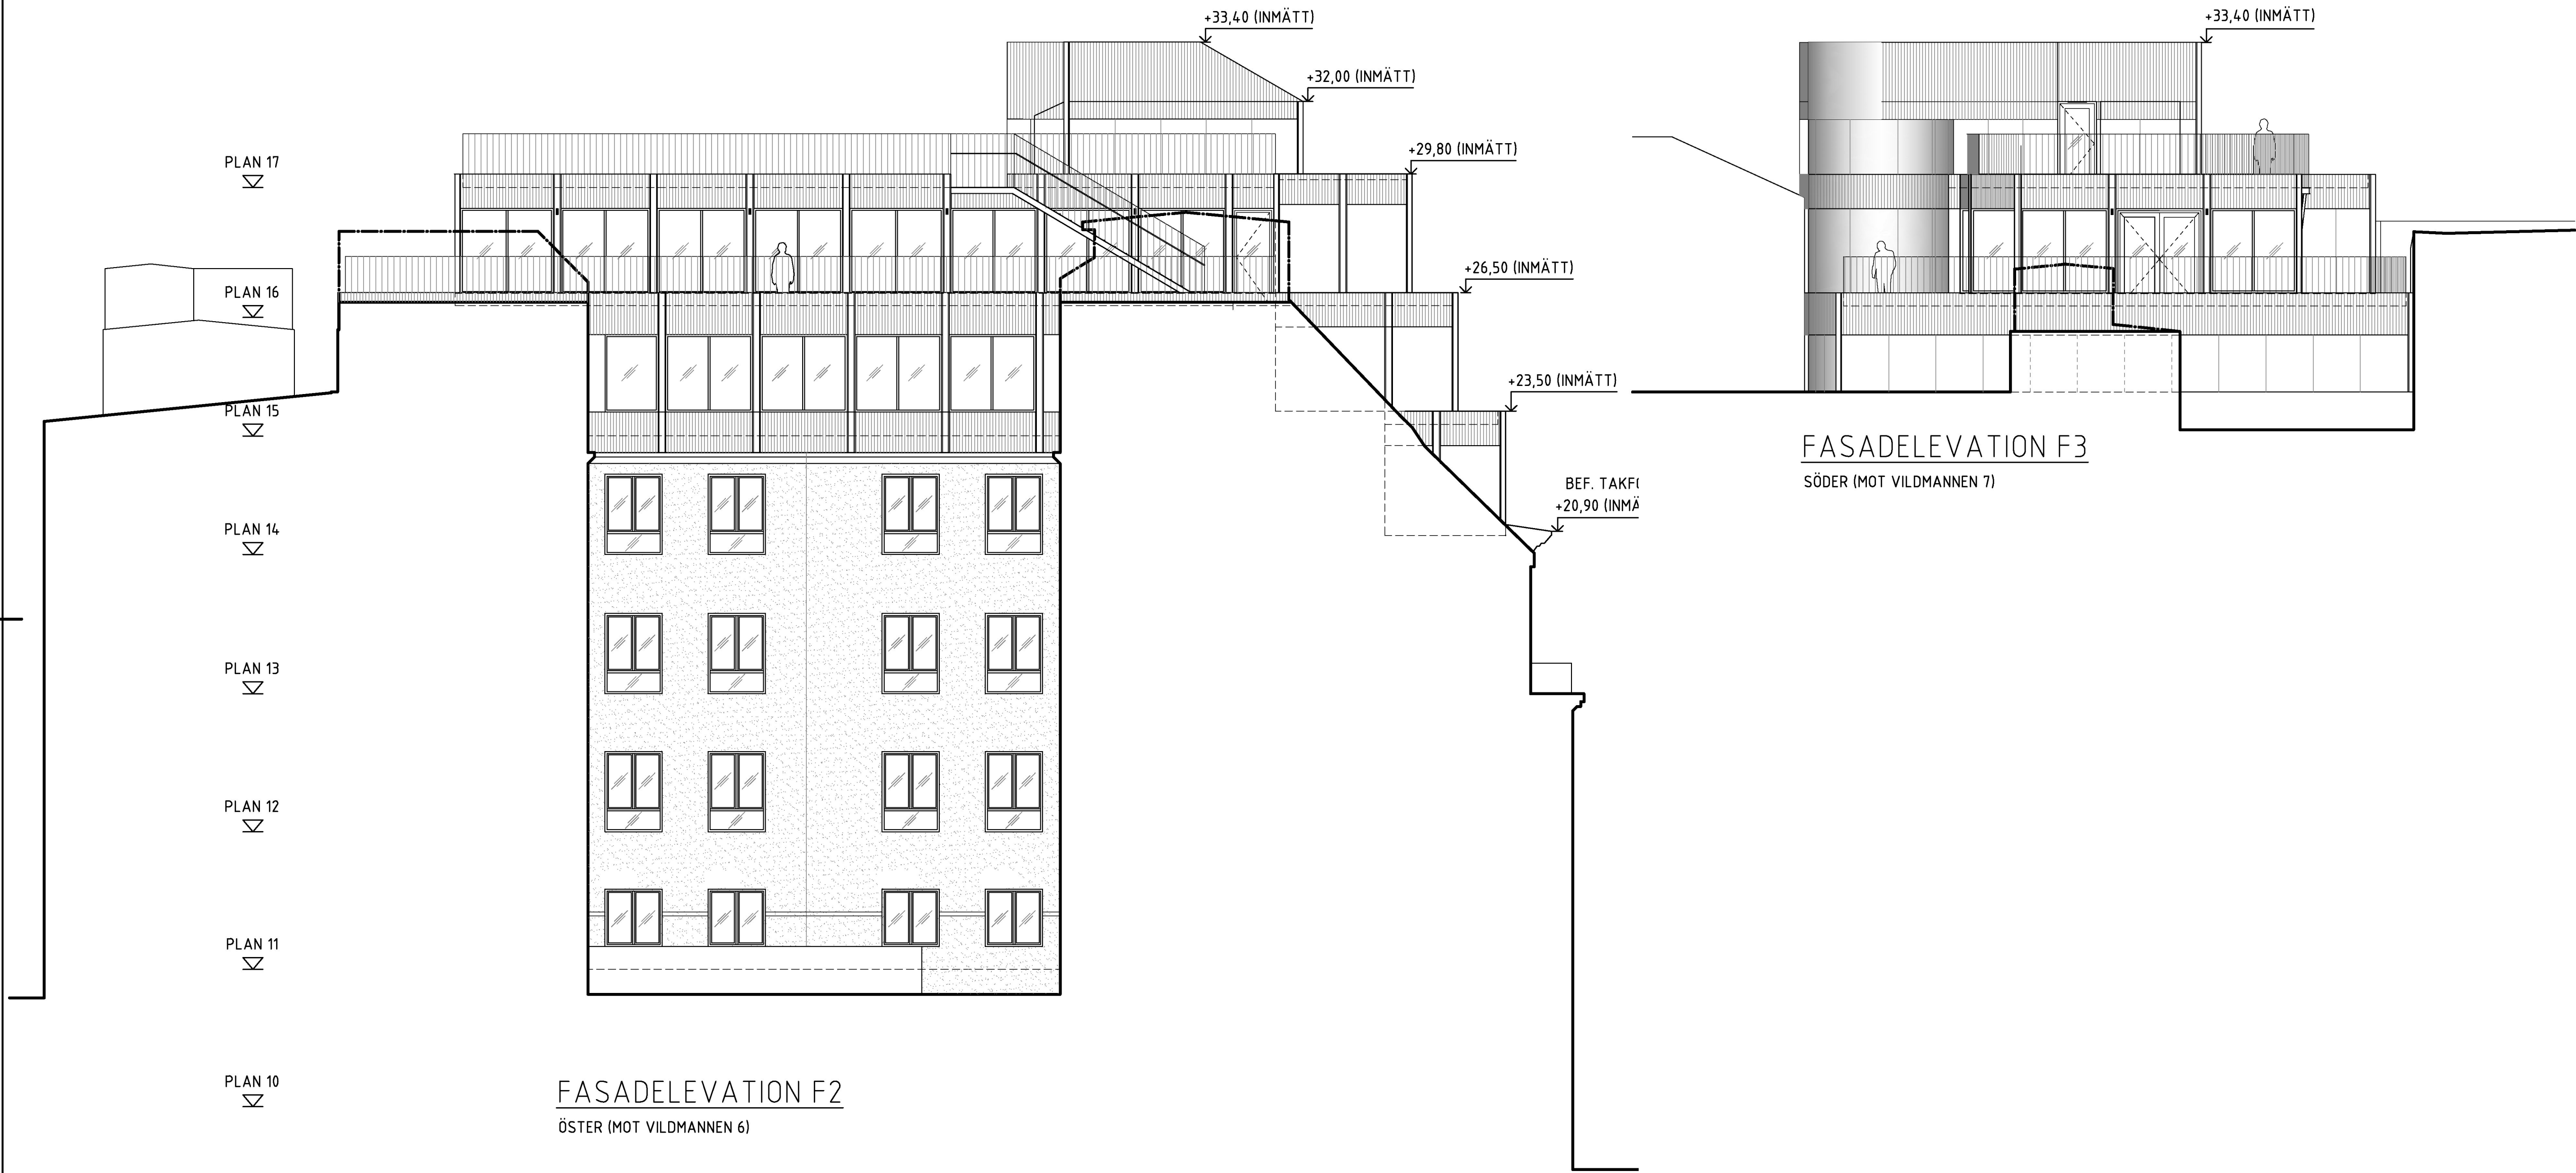 +33,40 (INMÄTT)
+32,00 (INMÄTT)
+29,80 (INMÄTT)
+26,50 (INMÄTT)
+23,50 (INMÄTT)
BEF. TAKFO
+20,90 (INMÄ
PLAN 17
PLAN 16
PLAN 15
PLAN 14
PLAN 13
PLAN 12
PLAN 11
PLAN 10
FASADELEVATION F2
ÖSTER (MOT VILDMANNEN 6)
+33,40 (INMÄTT)
FASADELEVATION F3
SÖDER (MOT VILDMANNEN 7)